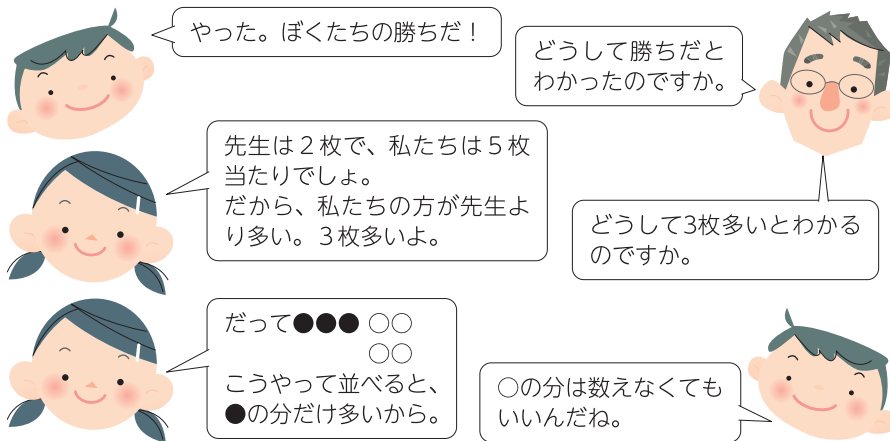 やった。ぼくたちの勝ちだ！
どうして勝ちだと
わかったのですか。
先生は２枚で、私たちは５枚
当たりでしょ。
だから、私たちの方が先生よ
り多い。３枚多いよ。
どうして3枚多いとわかる
のですか。
だって●●● ○○
○○
こうやって並べると、
●の分だけ多いから。
○の分は数えなくても
いいんだね。